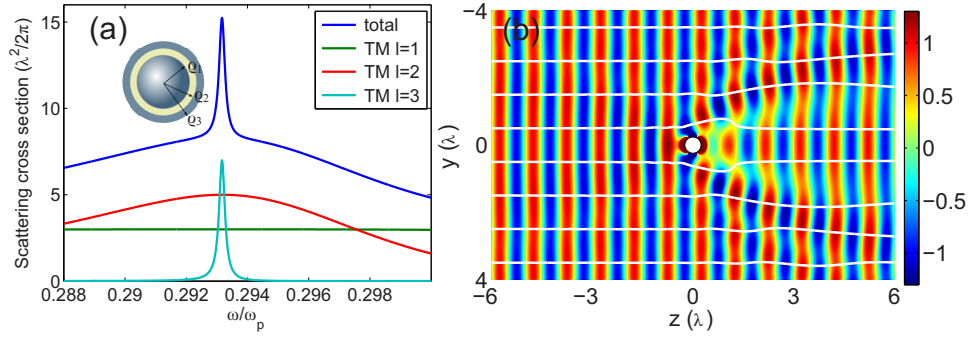 Scattering cross section (λ²/2π)
15
10
5
0
(a)
ϱ₁
ϱ₂
ϱ₃
total
TM l=1
TM l=2
TM l=3
0.288 0.29 0.292 0.294 0.296 0.298
ω/ωₚ
(b)
y (λ)
−4
0
4
−6 −3 0 3 6
z (λ)
1
0.5
0
−0.5
−1